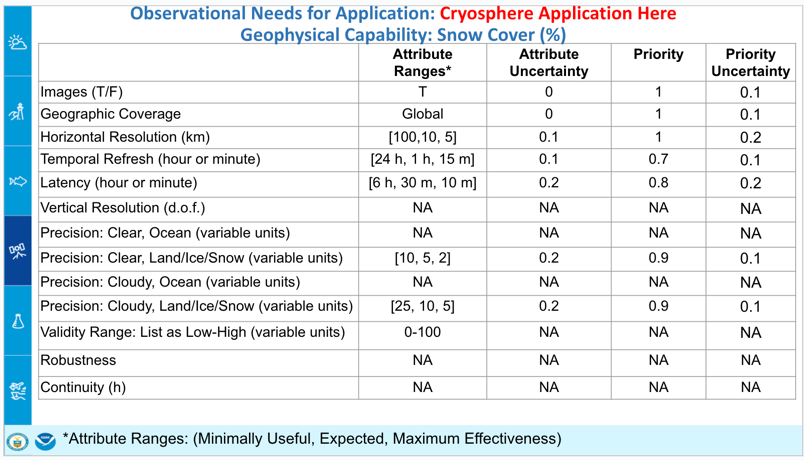 Observational Needs for Application: Cryosphere Application Here
Geophysical Capability: Snow Cover (%)
Attribute Ranges* Attribute Uncertainty Priority Priority Uncertainty
Images (T/F) T 0 1 0.1
Geographic Coverage Global 0 1 0.1
Horizontal Resolution (km) [100,10, 5] 0.1 1 0.2
Temporal Refresh (hour or minute) [24 h, 1 h, 15 m] 0.1 0.7 0.1
Latency (hour or minute) [6 h, 30 m, 10 m] 0.2 0.8 0.2
Vertical Resolution (d.o.f.) NA NA NA NA
Precision: Clear, Ocean (variable units) NA NA NA NA
Precision: Clear, Land/Ice/Snow (variable units) [10, 5, 2] 0.2 0.9 0.1
Precision: Cloudy, Ocean (variable units) NA NA NA NA
Precision: Cloudy, Land/Ice/Snow (variable units) [25, 10, 5] 0.2 0.9 0.1
Validity Range: List as Low-High (variable units) 0-100 NA NA NA
Robustness NA NA NA NA
Continuity (h) NA NA NA NA
*Attribute Ranges: (Minimally Useful, Expected, Maximum Effectiveness)